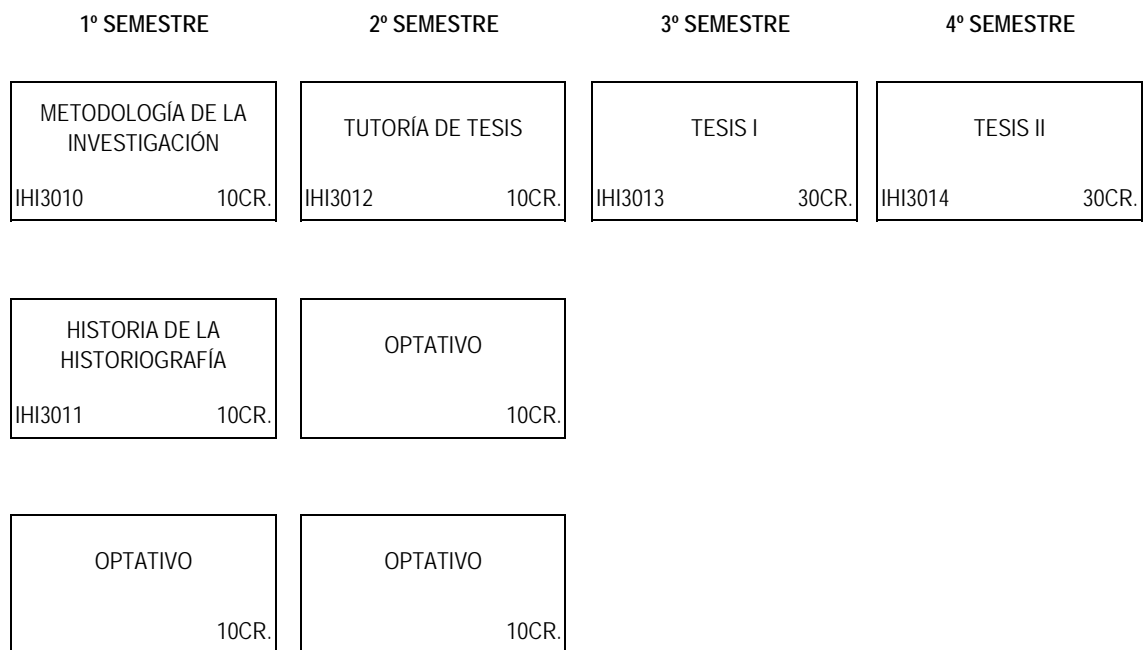 1º SEMESTRE 2º SEMESTRE 3º SEMESTRE 4º SEMESTRE
METODOLOGÍA DE LA
INVESTIGACIÓN
IHI3010 10CR.
TUTORÍA DE TESIS
IHI3012 10CR.
TESIS I
IHI3013 30CR.
TESIS II
IHI3014 30CR.
HISTORIA DE LA
HISTORIOGRAFÍA
IHI3011 10CR.
OPTATIVO
10CR.
OPTATIVO
10CR.
OPTATIVO
10CR.